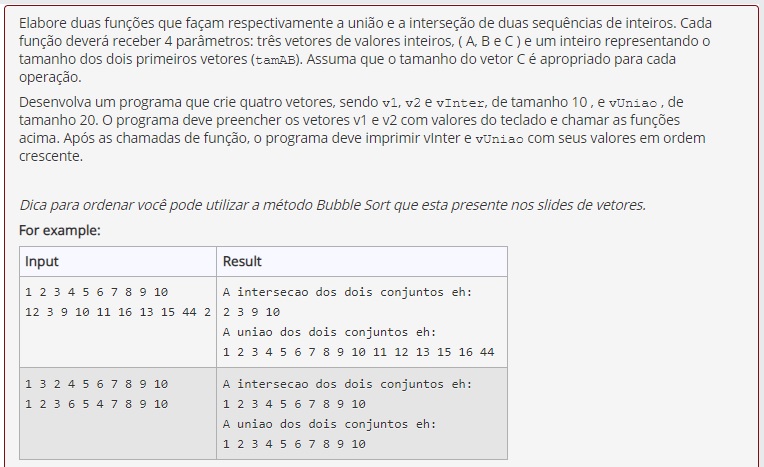 Elabore duas funções que façam respectivamente a união e a interseção de duas sequências de inteiros. Cada
função deverá receber 4 parâmetros: três vetores de valores inteiros, ( A, B e C ) e um inteiro representando o
tamanho dos dois primeiros vetores (tamAB). Assuma que o tamanho do vetor C é apropriado para cada
operação.
Desenvolva um programa que crie quatro vetores, sendo v1, v2 e vInter, de tamanho 10 , e vUniao , de
tamanho 20. O programa deve preencher os vetores v1 e v2 com valores do teclado e chamar as funções
acima. Após as chamadas de função, o programa deve imprimir vInter e vUniao com seus valores em ordem
crescente.
Dica para ordenar você pode utilizar a método Bubble Sort que esta presente nos slides de vetores.
For example:
Input Result
1 2 3 4 5 6 7 8 9 10
12 3 9 10 11 16 13 15 44 2
A intersecao dos dois conjuntos eh:
2 3 9 10
A uniao dos dois conjuntos eh:
1 2 3 4 5 6 7 8 9 10 11 12 13 15 16 44
1 3 2 4 5 6 7 8 9 10
1 2 3 6 5 4 7 8 9 10
A intersecao dos dois conjuntos eh:
1 2 3 4 5 6 7 8 9 10
A uniao dos dois conjuntos eh:
1 2 3 4 5 6 7 8 9 10